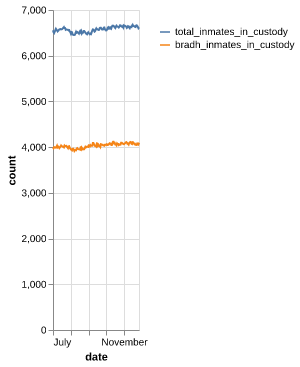 7,000
6,000
5,000
4,000
3,000
2,000
1,000
0
count
July
November
date
total_inmates_in_custody
bradh_inmates_in_custody